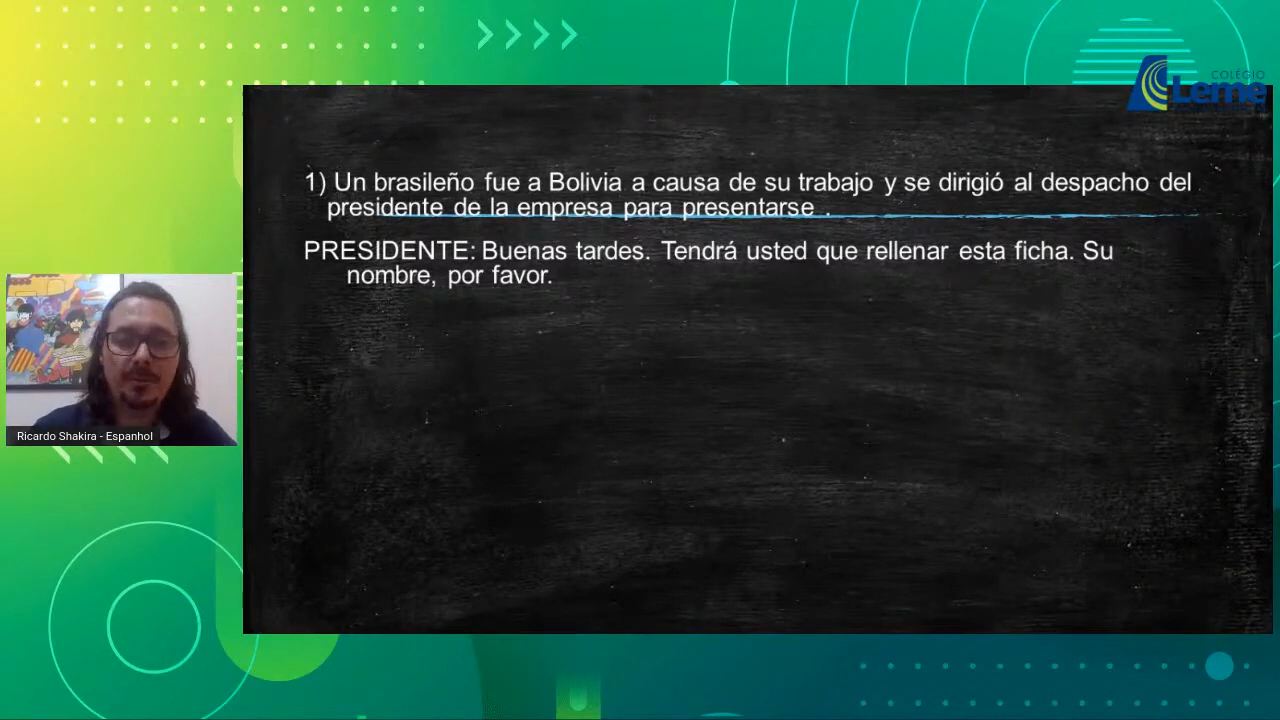 COLÉGIO
Leme
1) Un brasileño fue a Bolivia a causa de su trabajo y se dirigió al despacho del
presidente de la empresa para presentarse .
PRESIDENTE: Buenas tardes. Tendrá usted que rellenar esta ficha. Su
nombre, por favor.
Ricardo Shakira - Espanhol